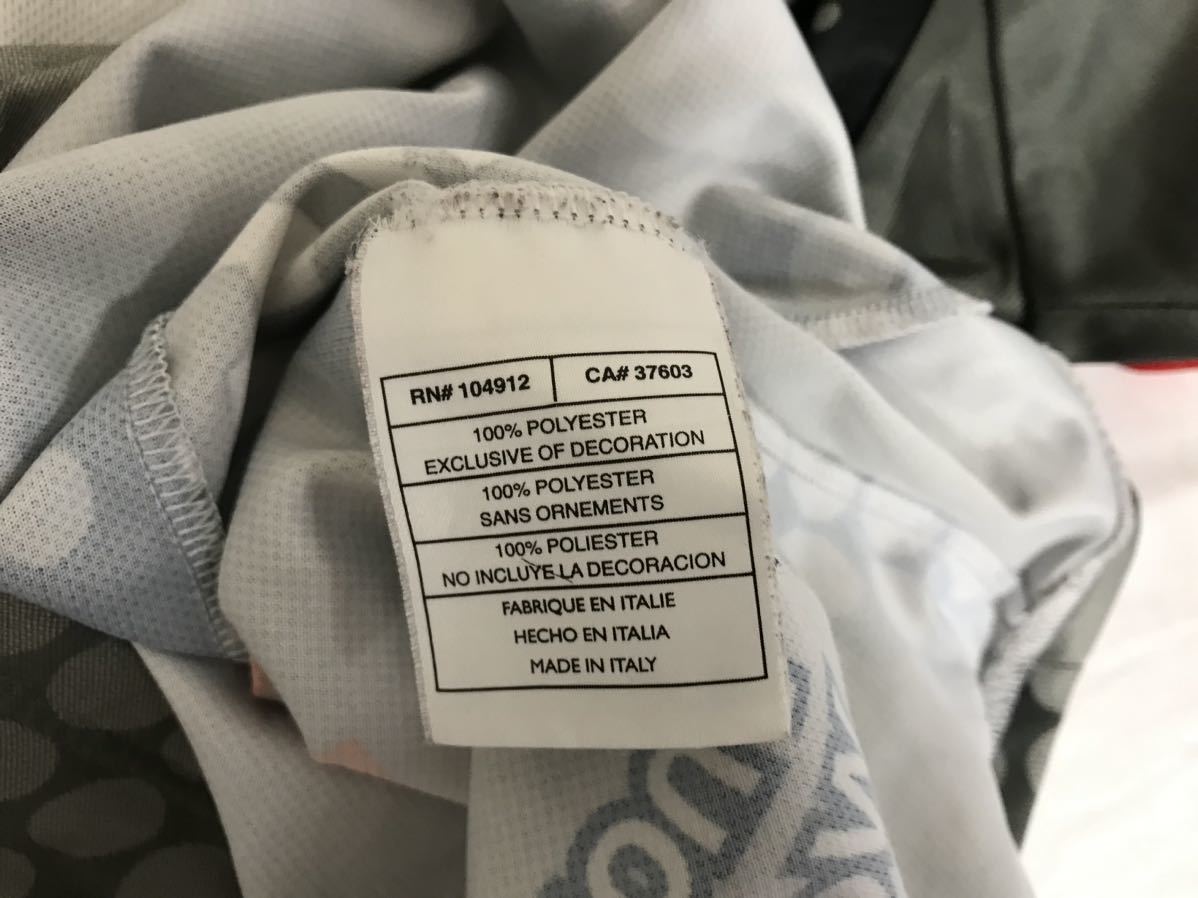 RN# 104912 CA# 37603
100% POLYESTER
EXCLUSIVE OF DECORATION
100% POLYESTER
SANS ORNEMENTS
100% POLIESTER
NO INCLUYE LA DECORACION
FABRIQUE EN ITALIE
HECHO EN ITALIA
MADE IN ITALY